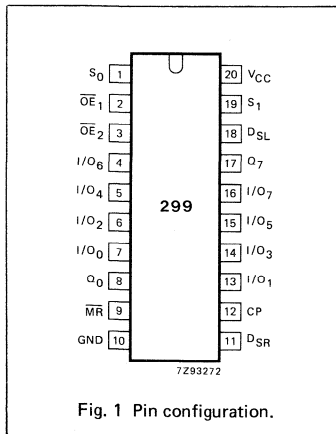 S0 1 20 VCC
OE1 2 19 S1
OE2 3 18 DSL
I/O6 4 17 Q7
I/O4 5 16 I/O7
I/O2 6 299 15 I/O5
I/O0 7 14 I/O3
Q0 8 13 I/O1
MR 9 12 CP
GND 10 11 DSR
7Z93272
Fig. 1 Pin configuration.